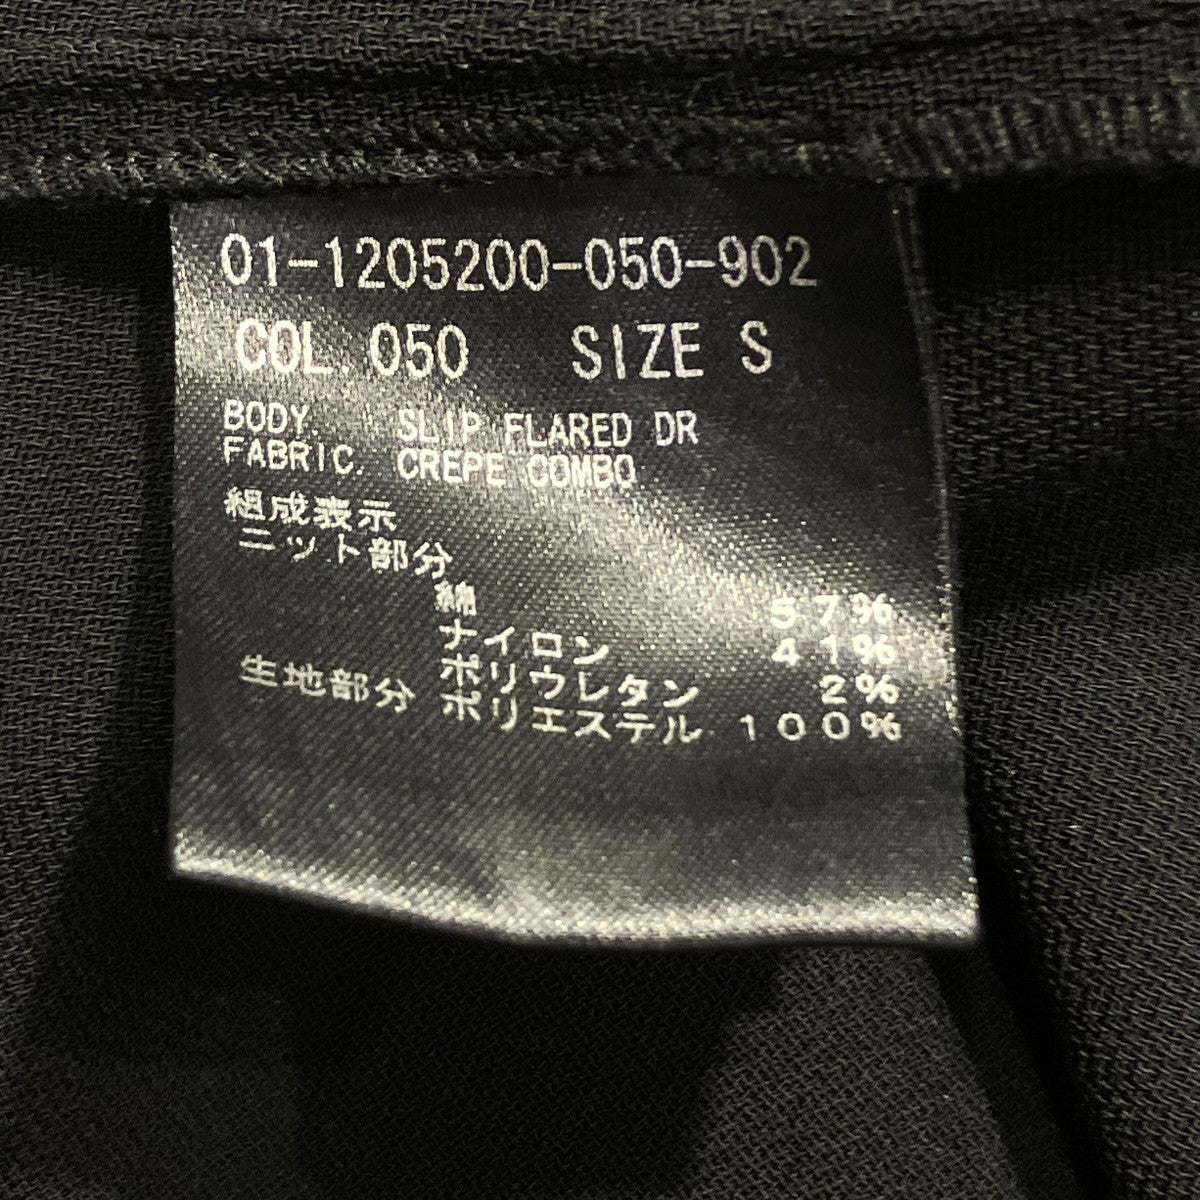 01-1205200-050-902
COL. 050 SIZE S
BODY. SLIP FLARED DR
FABRIC. CREPE COMBO
組成表示
ニット部分
綿 57%
ナイロン 41%
ポリウレタン 2%
生地部分 ポリエステル 100%